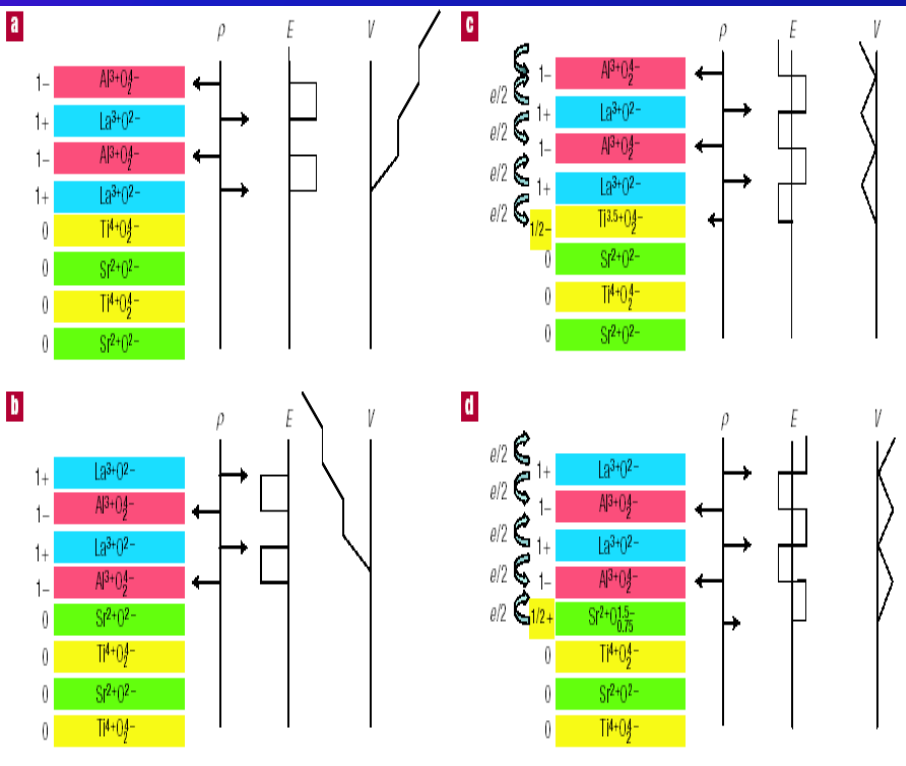 a ρ E V
1− Al³⁺O₂⁴⁻
1+ La³⁺O²⁻
1− Al³⁺O₂⁴⁻
1+ La³⁺O²⁻
0 Ti⁴⁺O₂⁴⁻
0 Sr²⁺O²⁻
0 Ti⁴⁺O₂⁴⁻
0 Sr²⁺O²⁻
b ρ E V
1+ La³⁺O²⁻
1− Al³⁺O₂⁴⁻
1+ La³⁺O²⁻
1− Al³⁺O₂⁴⁻
0 Sr²⁺O²⁻
0 Ti⁴⁺O₂⁴⁻
0 Sr²⁺O²⁻
0 Ti⁴⁺O₂⁴⁻
c ρ E V
1− Al³⁺O₂⁴⁻
e/2
1+ La³⁺O²⁻
e/2
1− Al³⁺O₂⁴⁻
e/2
1+ La³⁺O²⁻
e/2
1/2− Ti³·⁵⁺O₂⁴⁻
0 Sr²⁺O²⁻
0 Ti⁴⁺O₂⁴⁻
0 Sr²⁺O²⁻
d ρ E V
e/2
1+ La³⁺O²⁻
e/2
1− Al³⁺O₂⁴⁻
e/2
1+ La³⁺O²⁻
e/2
1− Al³⁺O₂⁴⁻
e/2
1/2+ Sr²⁺O₀.₇₅¹·⁵⁻
0 Ti⁴⁺O₂⁴⁻
0 Sr²⁺O²⁻
0 Ti⁴⁺O₂⁴⁻